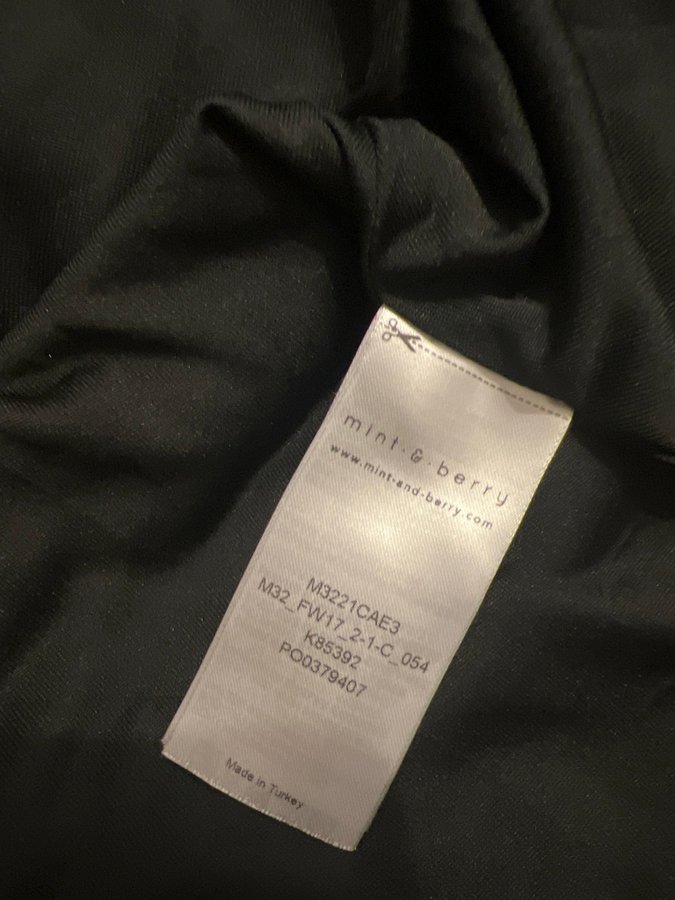 mint·&·berry
www.mint-and-berry.com
M3221CAE3
M32_FW17_2-1-C_054
K85392
PO0379407
Made in Turkey